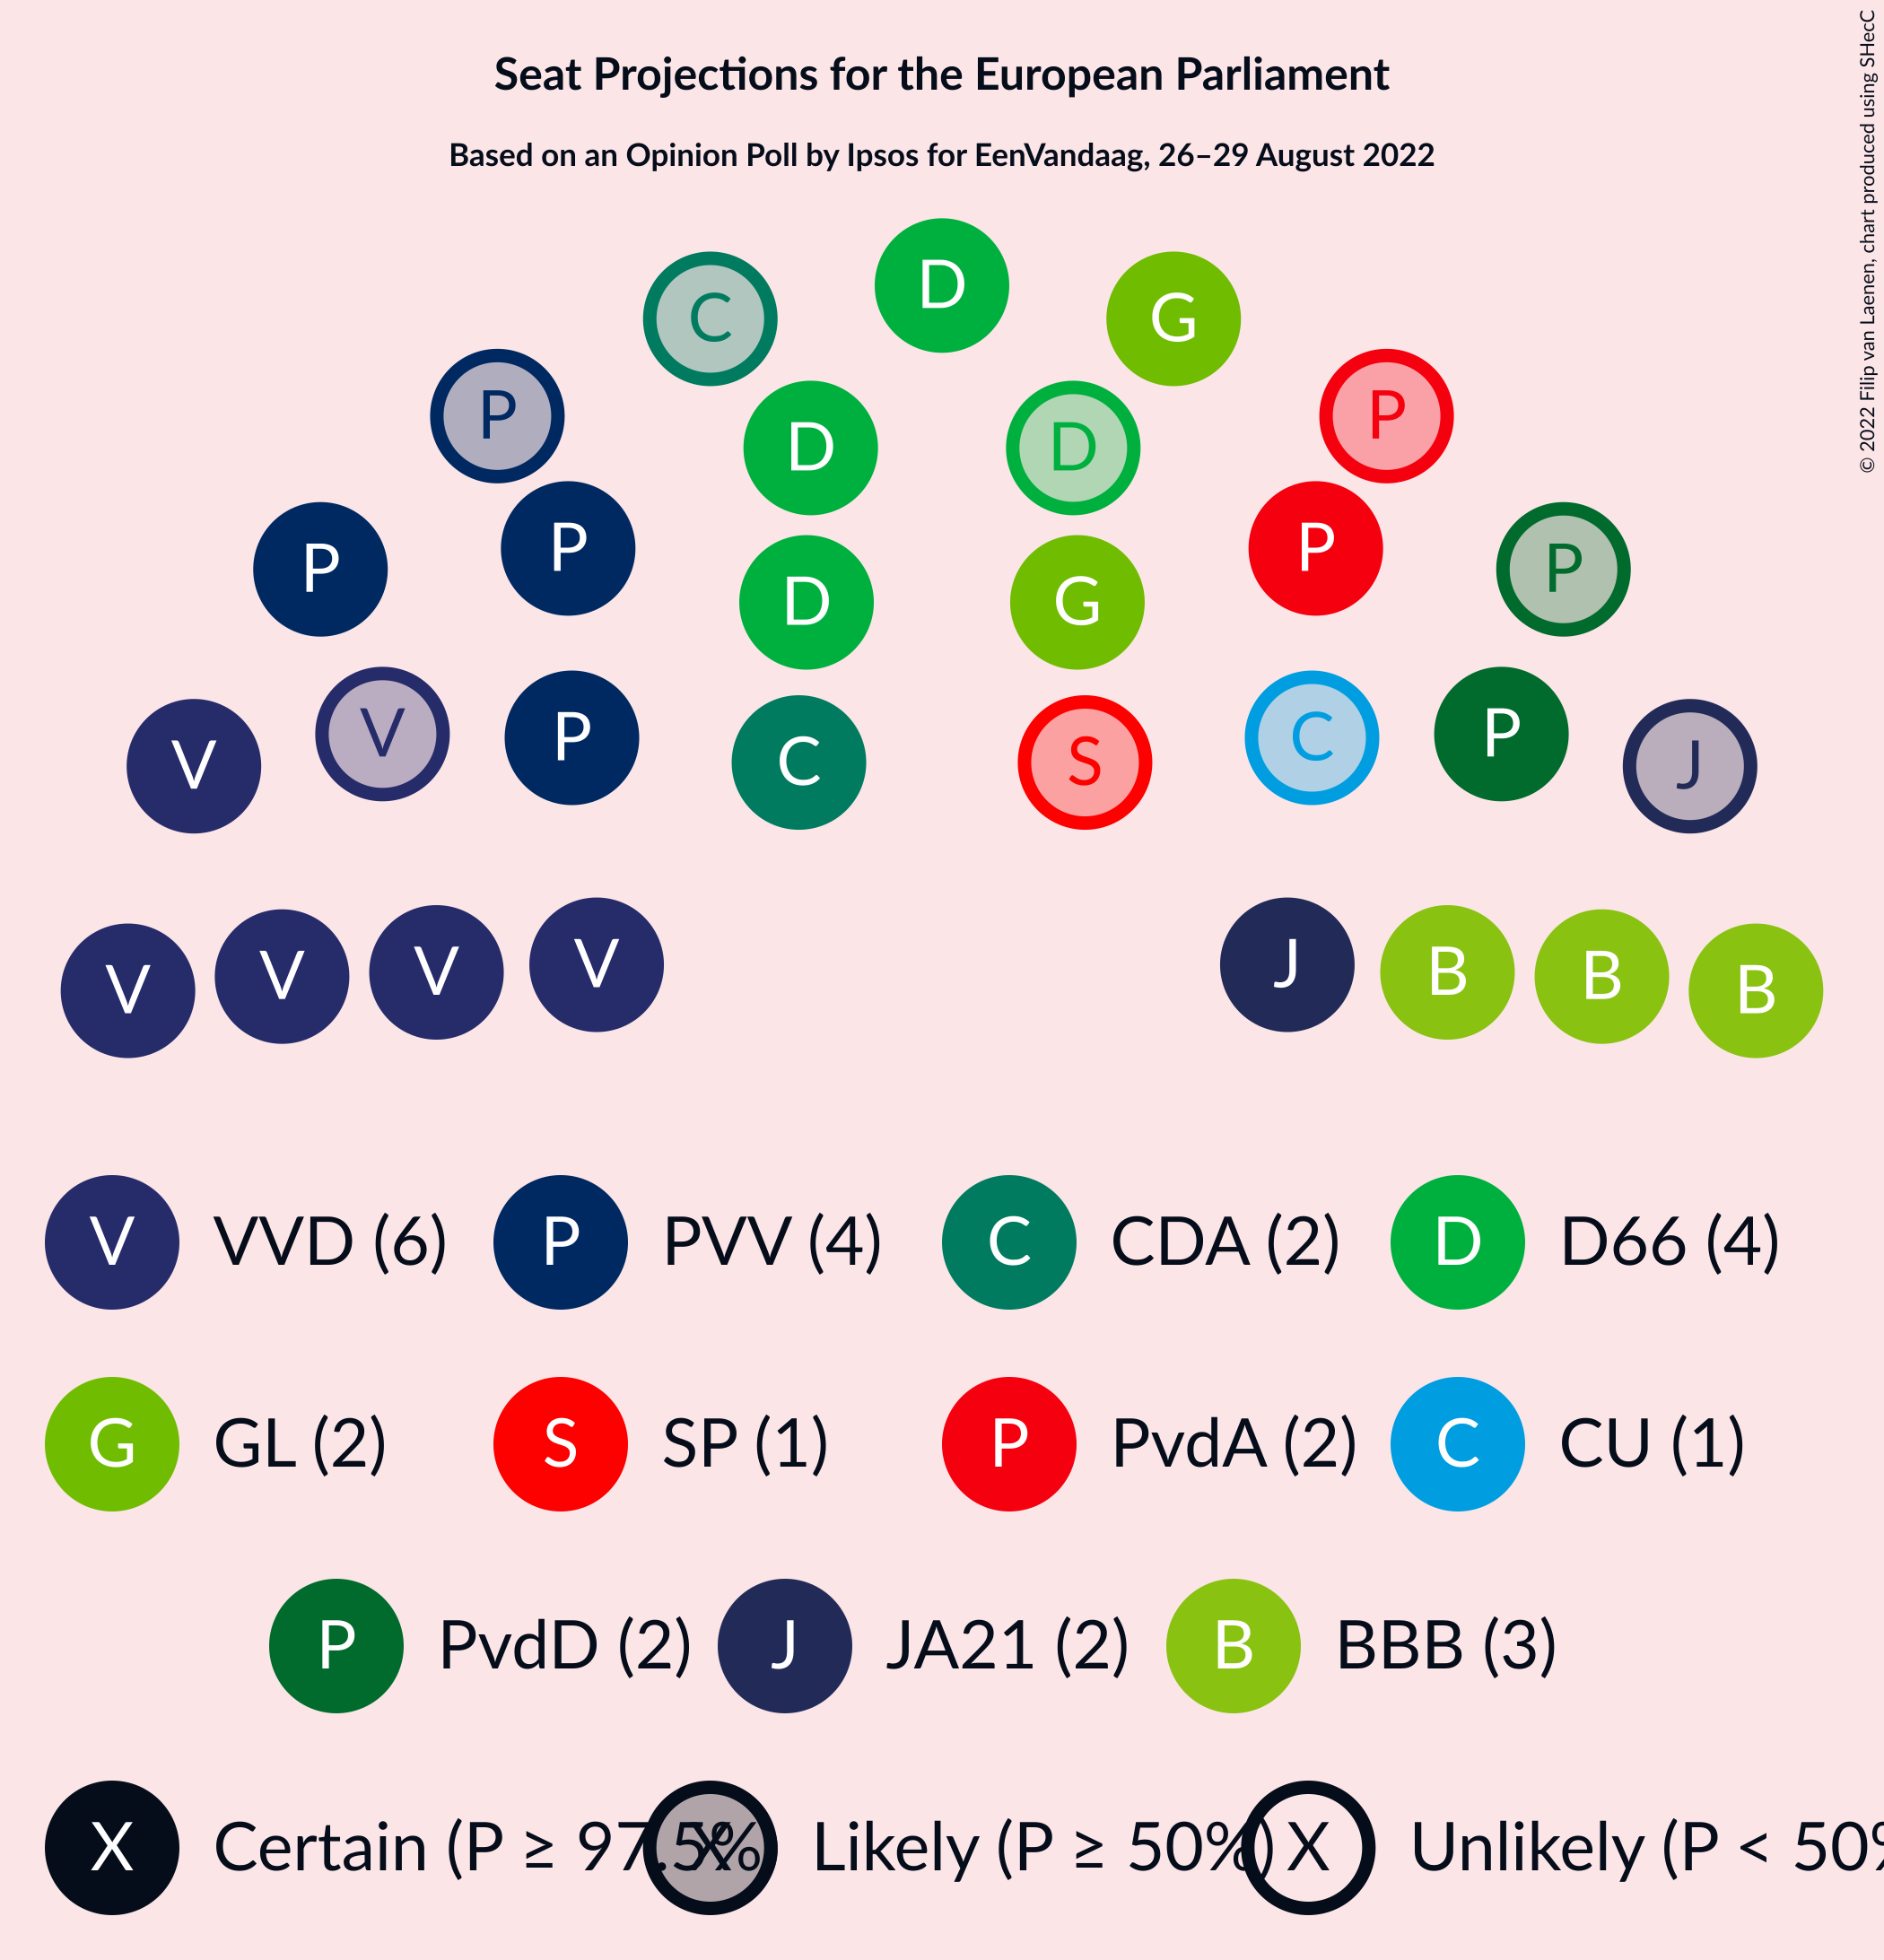 Seat Projections for the European Parliament
Based on an Opinion Poll by Ipsos for EenVandaag, 26–29 August 2022
© 2022 Filip van Laenen, chart produced using SHecC
D
C G
P P
D D
P P P P
D G
V V P C S C P J
V V V V J B B B
V VVD (6) P PVV (4) C CDA (2) D D66 (4)
G GL (2) S SP (1) P PvdA (2) C CU (1)
P PvdD (2) J JA21 (2) B BBB (3)
X Certain (P ≥ 97.5% X Likely (P ≥ 50%) X Unlikely (P < 50%